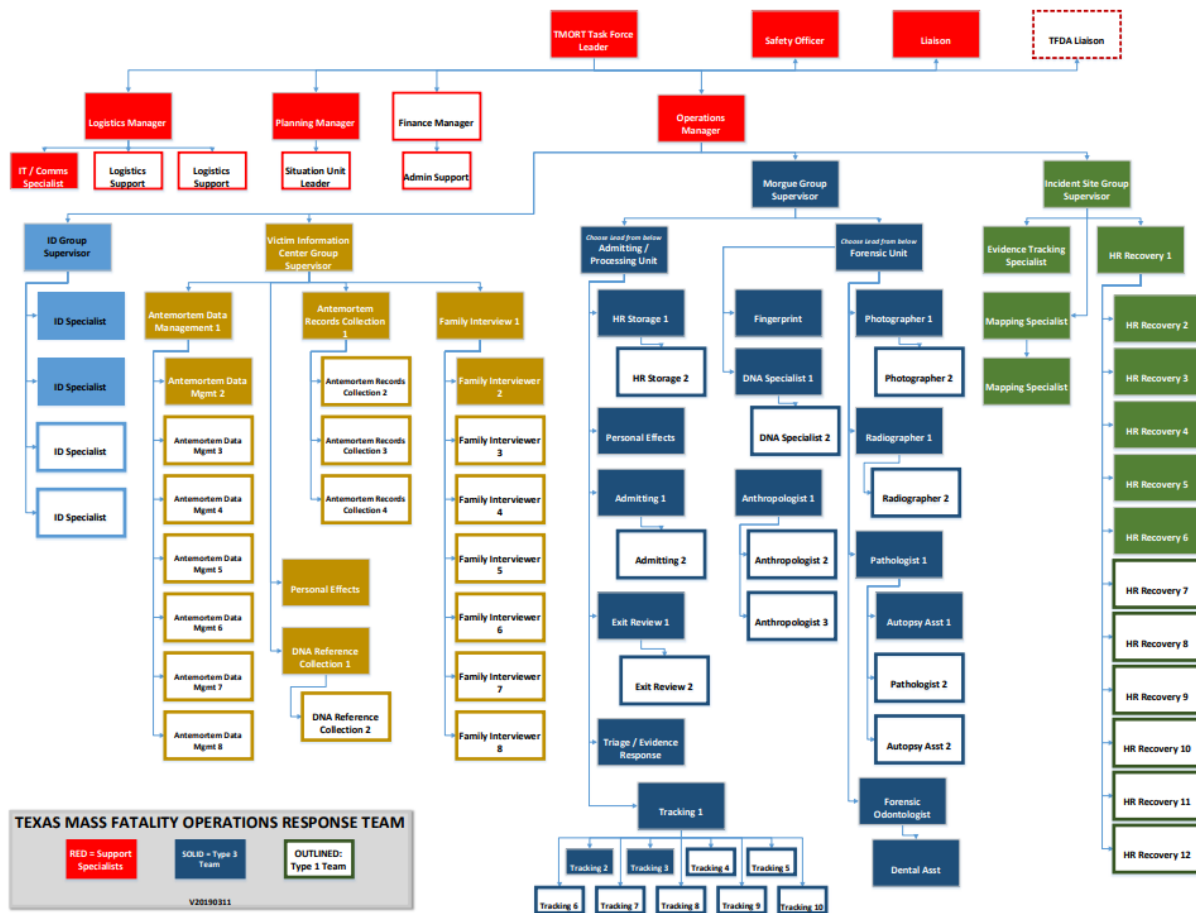 TMORT Task Force
Leader
Safety Officer
Liaison
TFDA Liaison
Logistics Manager
Planning Manager
Finance Manager
Operations
Manager
IT / Comms
Specialist
Logistics
Support
Logistics
Support
Situation Unit
Leader
Admin Support
Morgue Group
Supervisor
Incident Site Group
Supervisor
ID Group
Supervisor
Victim Information
Center Group
Supervisor
Choose Lead from below
Admitting /
Processing Unit
Choose Lead from below
Forensic Unit
Evidence Tracking
Specialist
HR Recovery 1
ID Specialist
ID Specialist
ID Specialist
ID Specialist
Antemortem Data
Management 1
Antemortem
Records Collection
1
Family Interview 1
Antemortem Data
Mgmt 2
Antemortem Data
Mgmt 3
Antemortem Data
Mgmt 4
Antemortem Data
Mgmt 5
Antemortem Data
Mgmt 6
Antemortem Data
Mgmt 7
Antemortem Data
Mgmt 8
Antemortem Records
Collection 2
Antemortem Records
Collection 3
Antemortem Records
Collection 4
Personal Effects
DNA Reference
Collection 1
DNA Reference
Collection 2
Family Interviewer
2
Family Interviewer
3
Family Interviewer
4
Family Interviewer
5
Family Interviewer
6
Family Interviewer
7
Family Interviewer
8
HR Storage 1
HR Storage 2
Personal Effects
Admitting 1
Admitting 2
Exit Review 1
Exit Review 2
Triage / Evidence
Response
Tracking 1
Tracking 2
Tracking 3
Tracking 4
Tracking 5
Tracking 6
Tracking 7
Tracking 8
Tracking 9
Tracking 10
Fingerprint
DNA Specialist 1
DNA Specialist 2
Anthropologist 1
Anthropologist 2
Anthropologist 3
Photographer 1
Photographer 2
Radiographer 1
Radiographer 2
Pathologist 1
Autopsy Asst 1
Pathologist 2
Autopsy Asst 2
Forensic
Odontologist
Dental Asst
Mapping Specialist
Mapping Specialist
HR Recovery 2
HR Recovery 3
HR Recovery 4
HR Recovery 5
HR Recovery 6
HR Recovery 7
HR Recovery 8
HR Recovery 9
HR Recovery 10
HR Recovery 11
HR Recovery 12
TEXAS MASS FATALITY OPERATIONS RESPONSE TEAM
RED = Support
Specialists
SOLID = Type 3
Team
OUTLINED:
Type 1 Team
V20190311